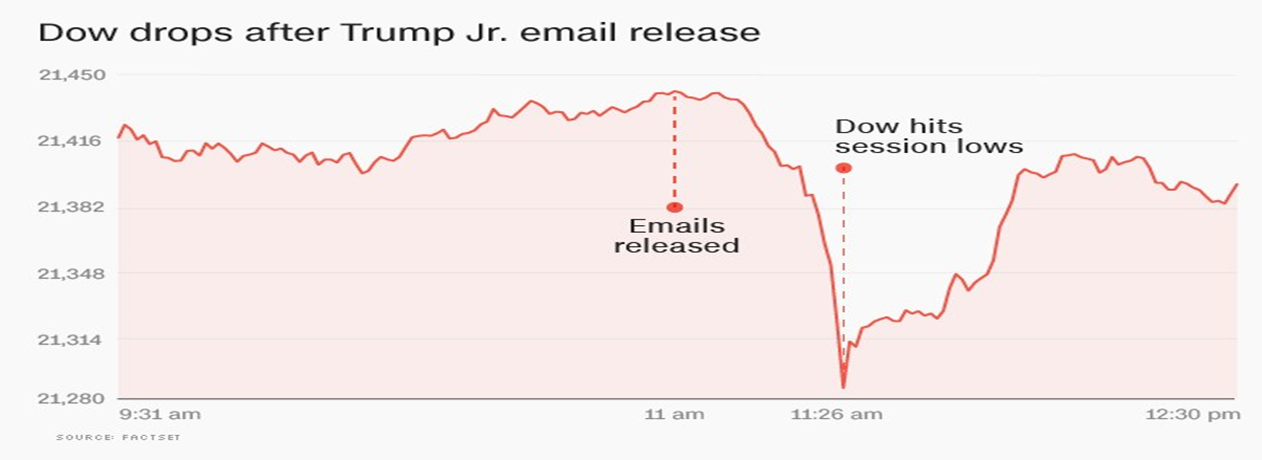 Dow drops after Trump Jr. email release
21,450
21,416
21,382
21,348
21,314
21,280
Dow hits
session lows
Emails
released
9:31 am
11 am
11:26 am
12:30 pm
SOURCE: FACTSET